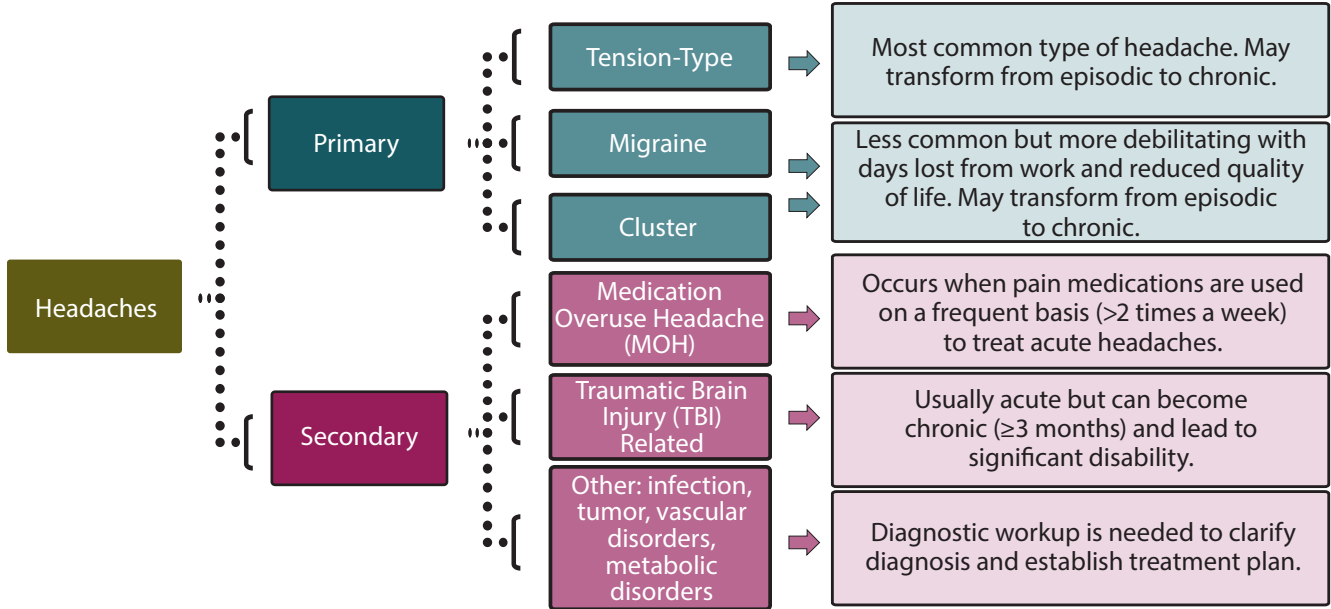 Headaches
Primary
Tension-Type
Most common type of headache. May
transform from episodic to chronic.
Migraine
Cluster
Less common but more debilitating with
days lost from work and reduced quality
of life. May transform from episodic
to chronic.
Secondary
Medication
Overuse Headache
(MOH)
Occurs when pain medications are used
on a frequent basis (>2 times a week)
to treat acute headaches.
Traumatic Brain
Injury (TBI)
Related
Usually acute but can become
chronic (≥3 months) and lead to
significant disability.
Other: infection,
tumor, vascular
disorders,
metabolic
disorders
Diagnostic workup is needed to clarify
diagnosis and establish treatment plan.